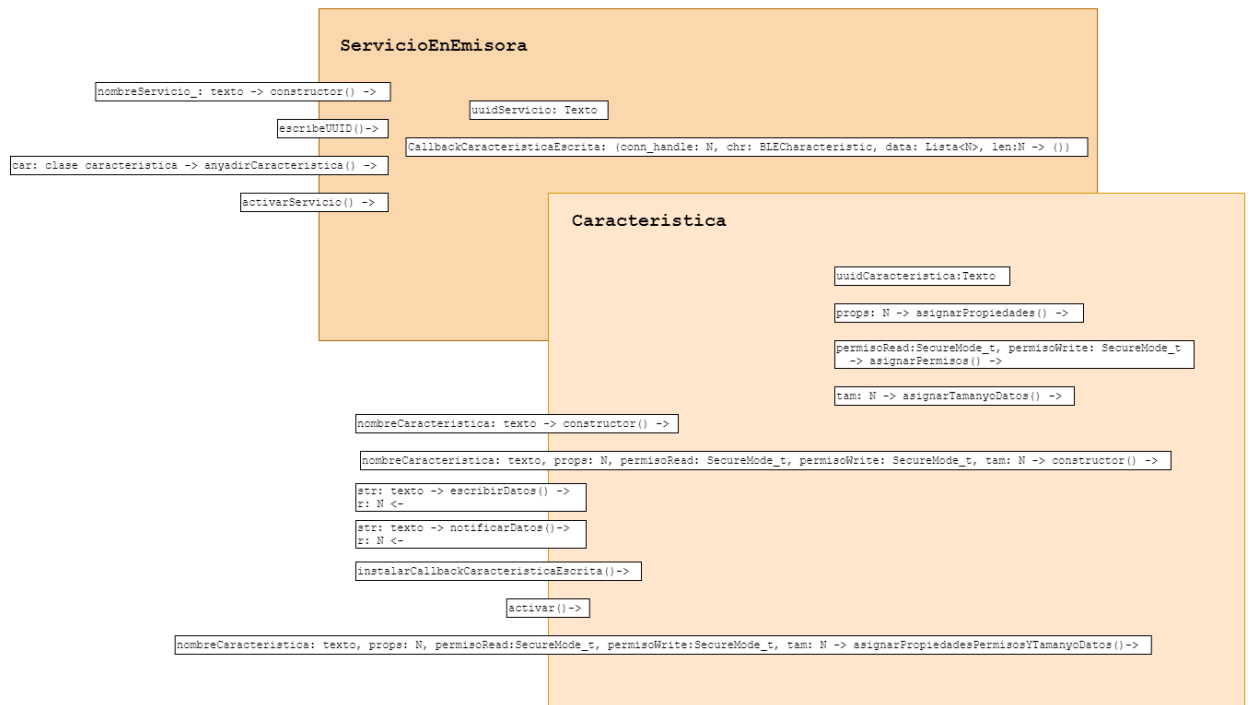 ServicioEnEmisora
nombreServicio_: texto -> constructor() ->
uuidServicio: Texto
escribeUUID()->
CallbackCaracteristicaEscrita: (conn_handle: N, chr: BLECharacteristic, data: Lista<N>, len:N -> ())
car: clase caracteristica -> anyadirCaracteristica() ->
activarServicio() ->
Caracteristica
uuidCaracteristica:Texto
props: N -> asignarPropiedades() ->
permisoRead:SecureMode_t, permisoWrite: SecureMode_t
-> asignarPermisos() ->
tam: N -> asignarTamanyoDatos() ->
nombreCaracteristica: texto -> constructor() ->
nombreCaracteristica: texto, props: N, permisoRead: SecureMode_t, permisoWrite: SecureMode_t, tam: N -> constructor() ->
str: texto -> escribirDatos() ->
r: N <-
str: texto -> notificarDatos()->
r: N <-
instalarCallbackCaracteristicaEscrita()->
activar()->
nombreCaracteristica: texto, props: N, permisoRead:SecureMode_t, permisoWrite:SecureMode_t, tam: N -> asignarPropiedadesPermisosYTamanyoDatos()->